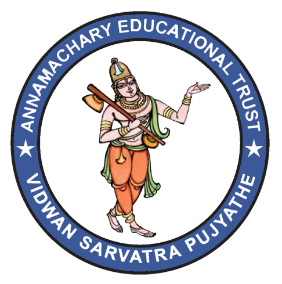 ANNAMACHARY EDUCATIONAL TRUST
VIDWAN SARVATRA PUJYATHE